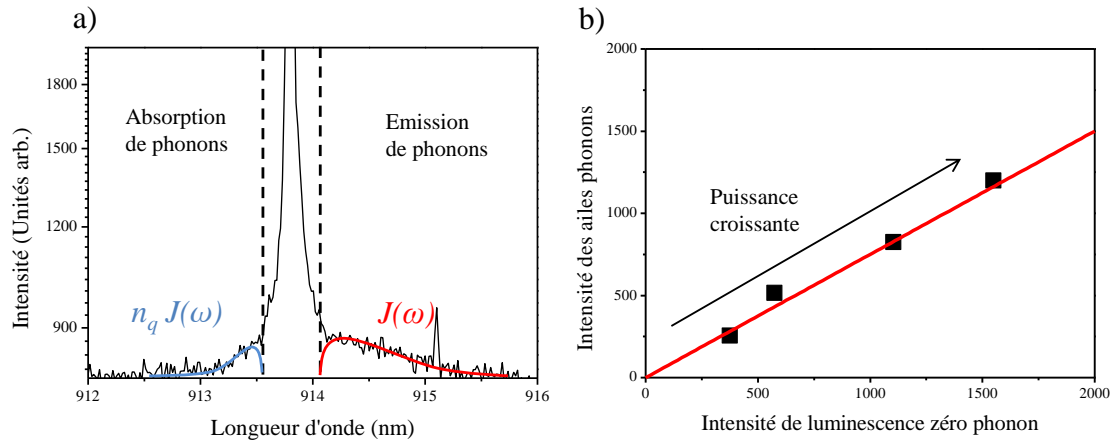 a)
1800
1500
1200
900
912
913
914
915
916
Intensité (Unités arb.)
Longueur d'onde (nm)
Absorption
de phonons
Emission
de phonons
n_q J(ω)
J(ω)
b)
2000
1500
1000
500
0
0
500
1000
1500
2000
Intensité des ailes phonons
Intensité de luminescence zéro phonon
Puissance
croissante